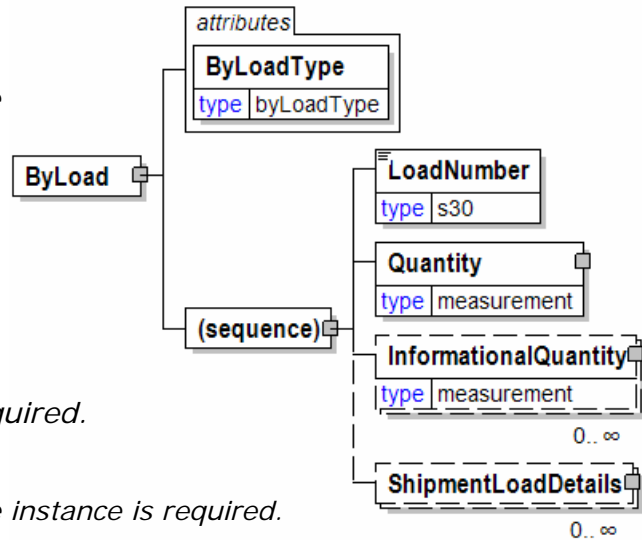 attributes
ByLoadType
type byLoadType
ByLoad
LoadNumber
type s30
Quantity
type measurement
(sequence)
InformationalQuantity
type measurement
0.. ∞
ShipmentLoadDetails
0.. ∞
instance is required.